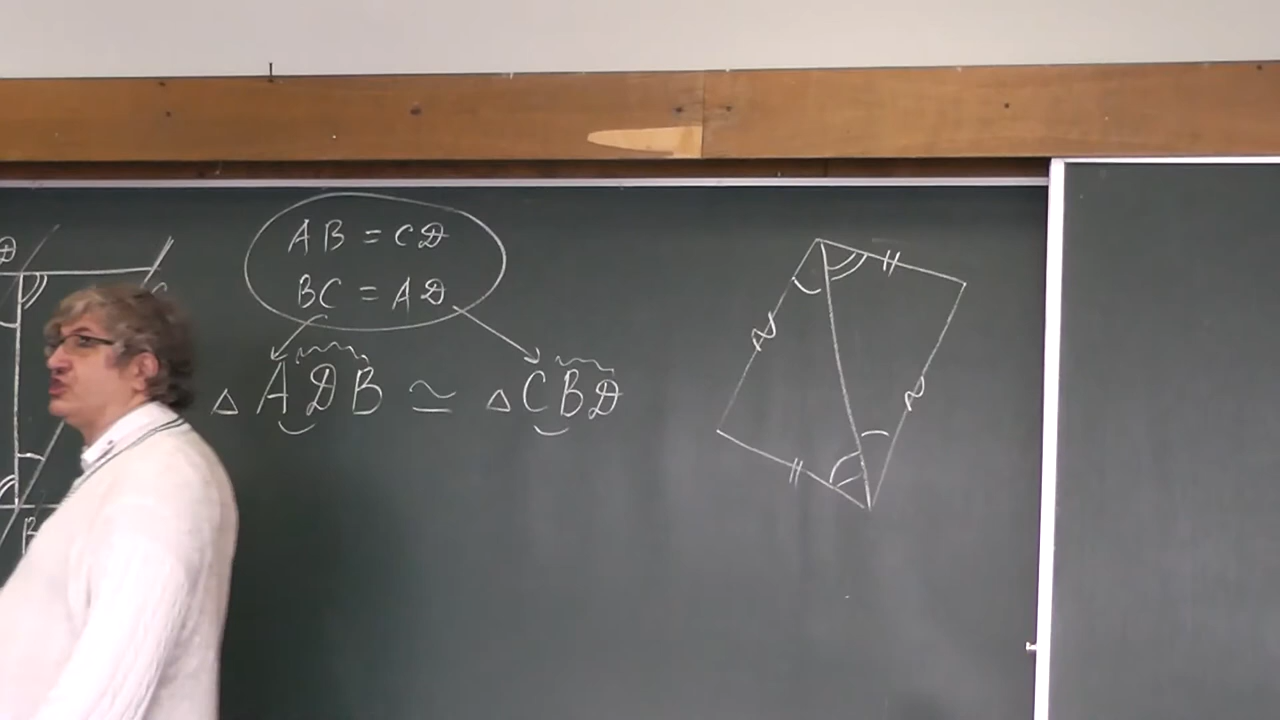 D
C
B
AB = CD
BC = AD
△ ADB ≃ △ CBD